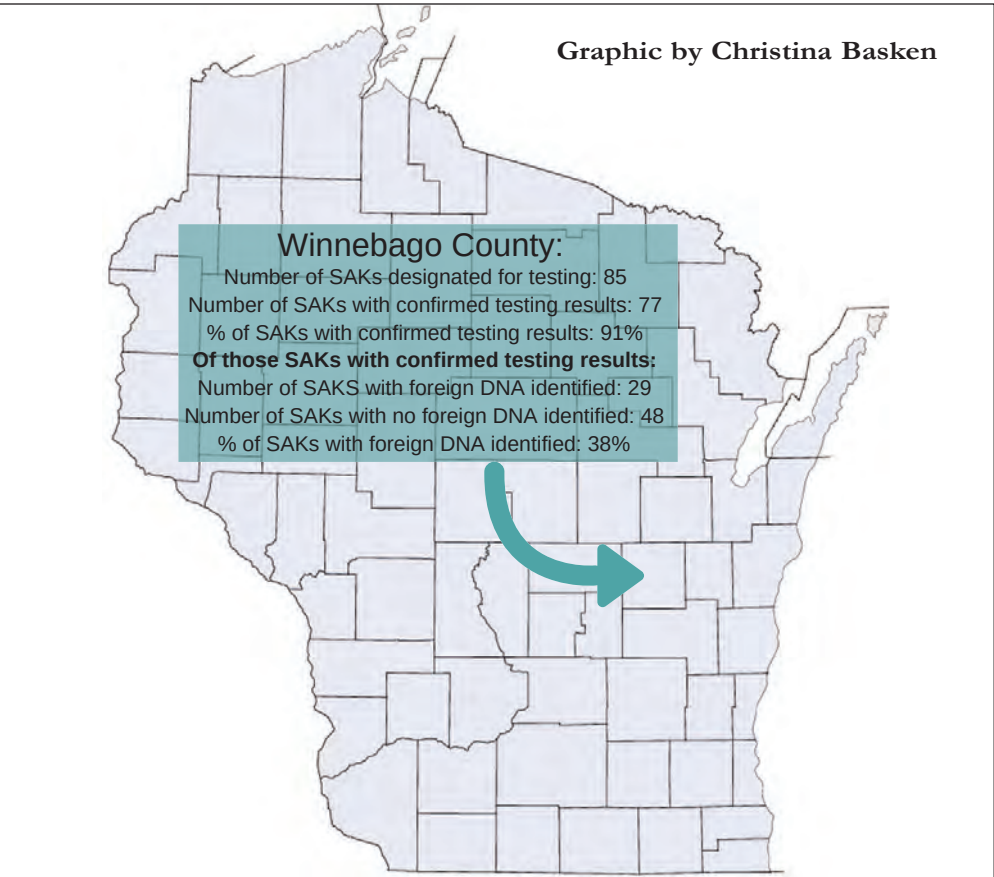 Graphic by Christina Basken
Winnebago County:
Number of SAKs designated for testing: 85
Number of SAKs with confirmed testing results: 77
% of SAKs with confirmed testing results: 91%
Of those SAKs with confirmed testing results:
Number of SAKS with foreign DNA identified: 29
Number of SAKs with no foreign DNA identified: 48
% of SAKs with foreign DNA identified: 38%